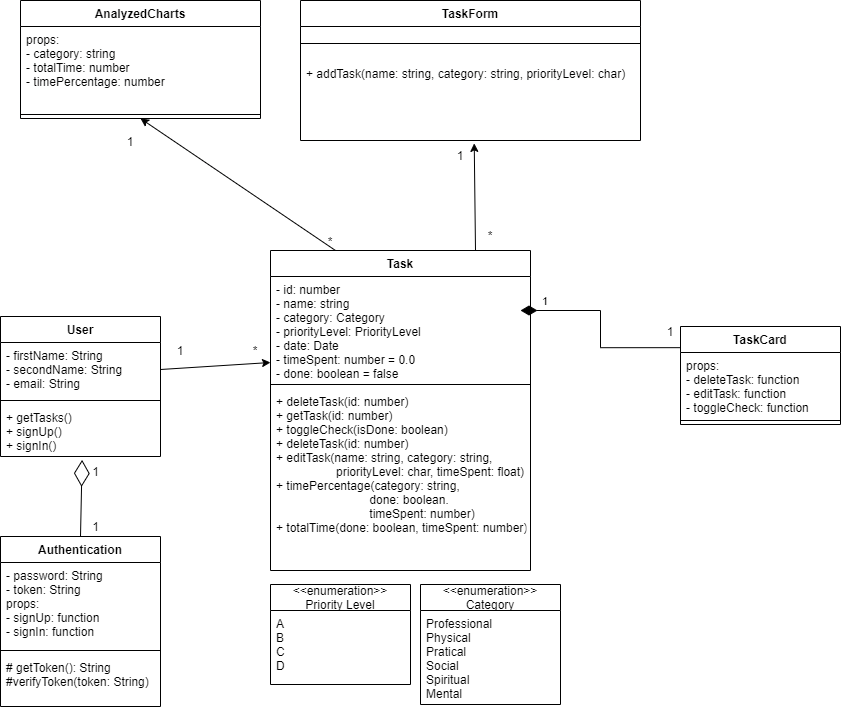 AnalyzedCharts
props:
- category: string
- totalTime: number
- timePercentage: number
TaskForm
+ addTask(name: string, category: string, priorityLevel: char)
1
*
1
*
Task
- id: number
- name: string
- category: Category
- priorityLevel: PriorityLevel
- date: Date
- timeSpent: number = 0.0
- done: boolean = false
+ deleteTask(id: number)
+ getTask(id: number)
+ toggleCheck(isDone: boolean)
+ deleteTask(id: number)
+ editTask(name: string, category: string,
priorityLevel: char, timeSpent: float)
+ timePercentage(category: string,
done: boolean.
timeSpent: number)
+ totalTime(done: boolean, timeSpent: number)
1
1
TaskCard
props:
- deleteTask: function
- editTask: function
- toggleCheck: function
User
- firstName: String
- secondName: String
- email: String
+ getTasks()
+ signUp()
+ signIn()
1
*
1
1
Authentication
- password: String
- token: String
props:
- signUp: function
- signIn: function
# getToken(): String
#verifyToken(token: String)
<<enumeration>>
Priority Level
A
B
C
D
<<enumeration>>
Category
Professional
Physical
Pratical
Social
Spiritual
Mental